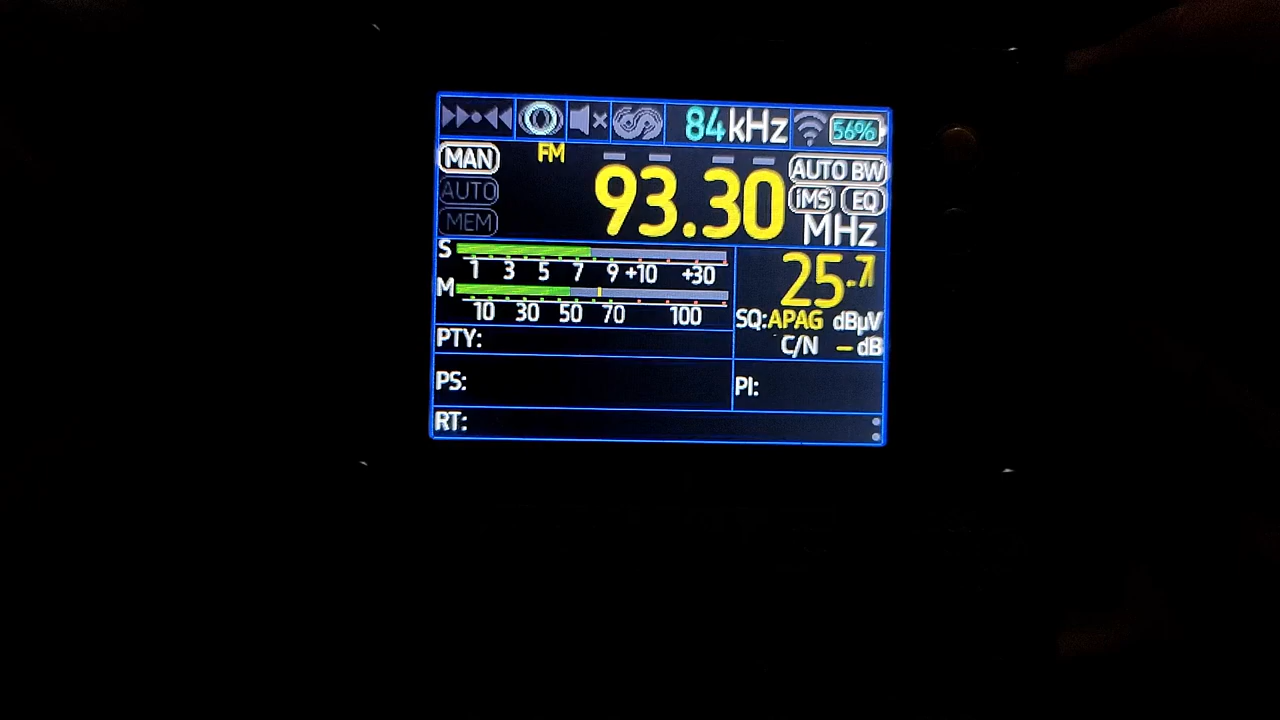 84kHz 56%
MAN FM AUTO BW
AUTO 93.30 iMS EQ
MEM MHz
S
1 3 5 7 9 +10 +30
25.7
M
10 30 50 70 100
SQ:APAG dBµV
C/N – dB
PTY:
PS: PI:
RT: